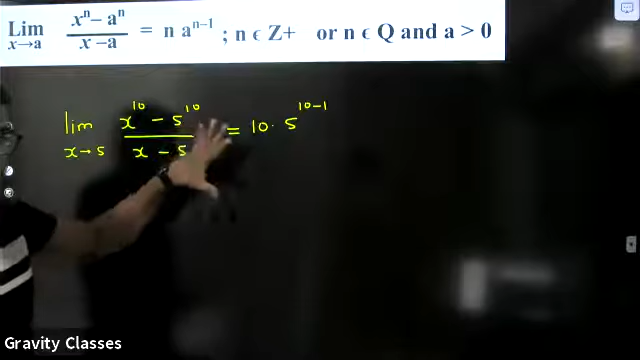 Lim x→a xⁿ – aⁿ / x – a = n aⁿ⁻¹ ; n ϵ Z+ or n ϵ Q and a > 0
lim x→5 x¹⁰ – 5¹⁰ / x – 5 = 10 · 5¹⁰⁻¹
Gravity Classes